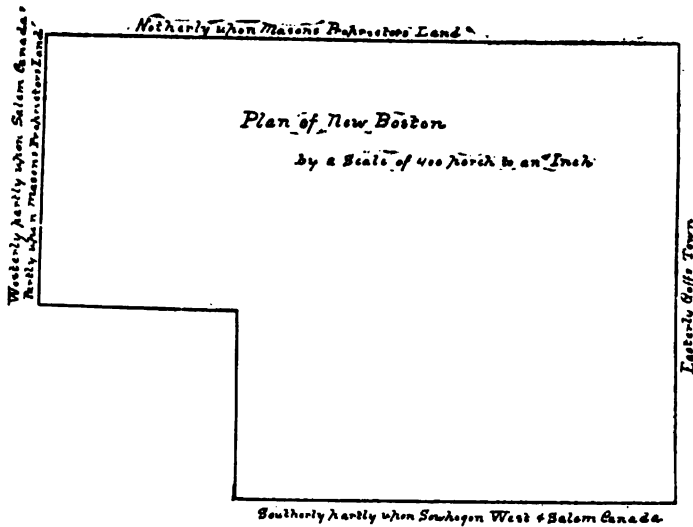 Notherly upon Masons Proprietors Land
Westerly partly upon Salem Canada
Partly upon Masons Proprietors Land
Plan of New Boston
by a Scale of 400 perch to an Inch
Easterly Goffs Town
Southerly partly upon Sowhegon West & Salem Canada